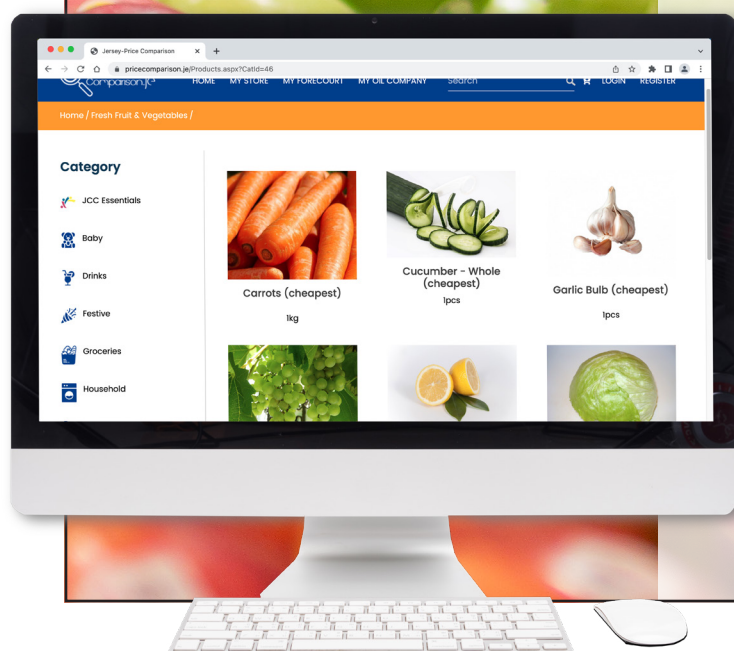 Jersey-Price Comparison
pricecomparison.je/Products.aspx?CatId=46
Comparison.je
HOME MY STORE MY FORECOURT MY OIL COMPANY Search LOGIN REGISTER
Home / Fresh Fruit & Vegetables /
Category
JCC Essentials
Baby
Drinks
Festive
Groceries
Household
Carrots (cheapest)
1kg
Cucumber - Whole
(cheapest)
1pcs
Garlic Bulb (cheapest)
1pcs